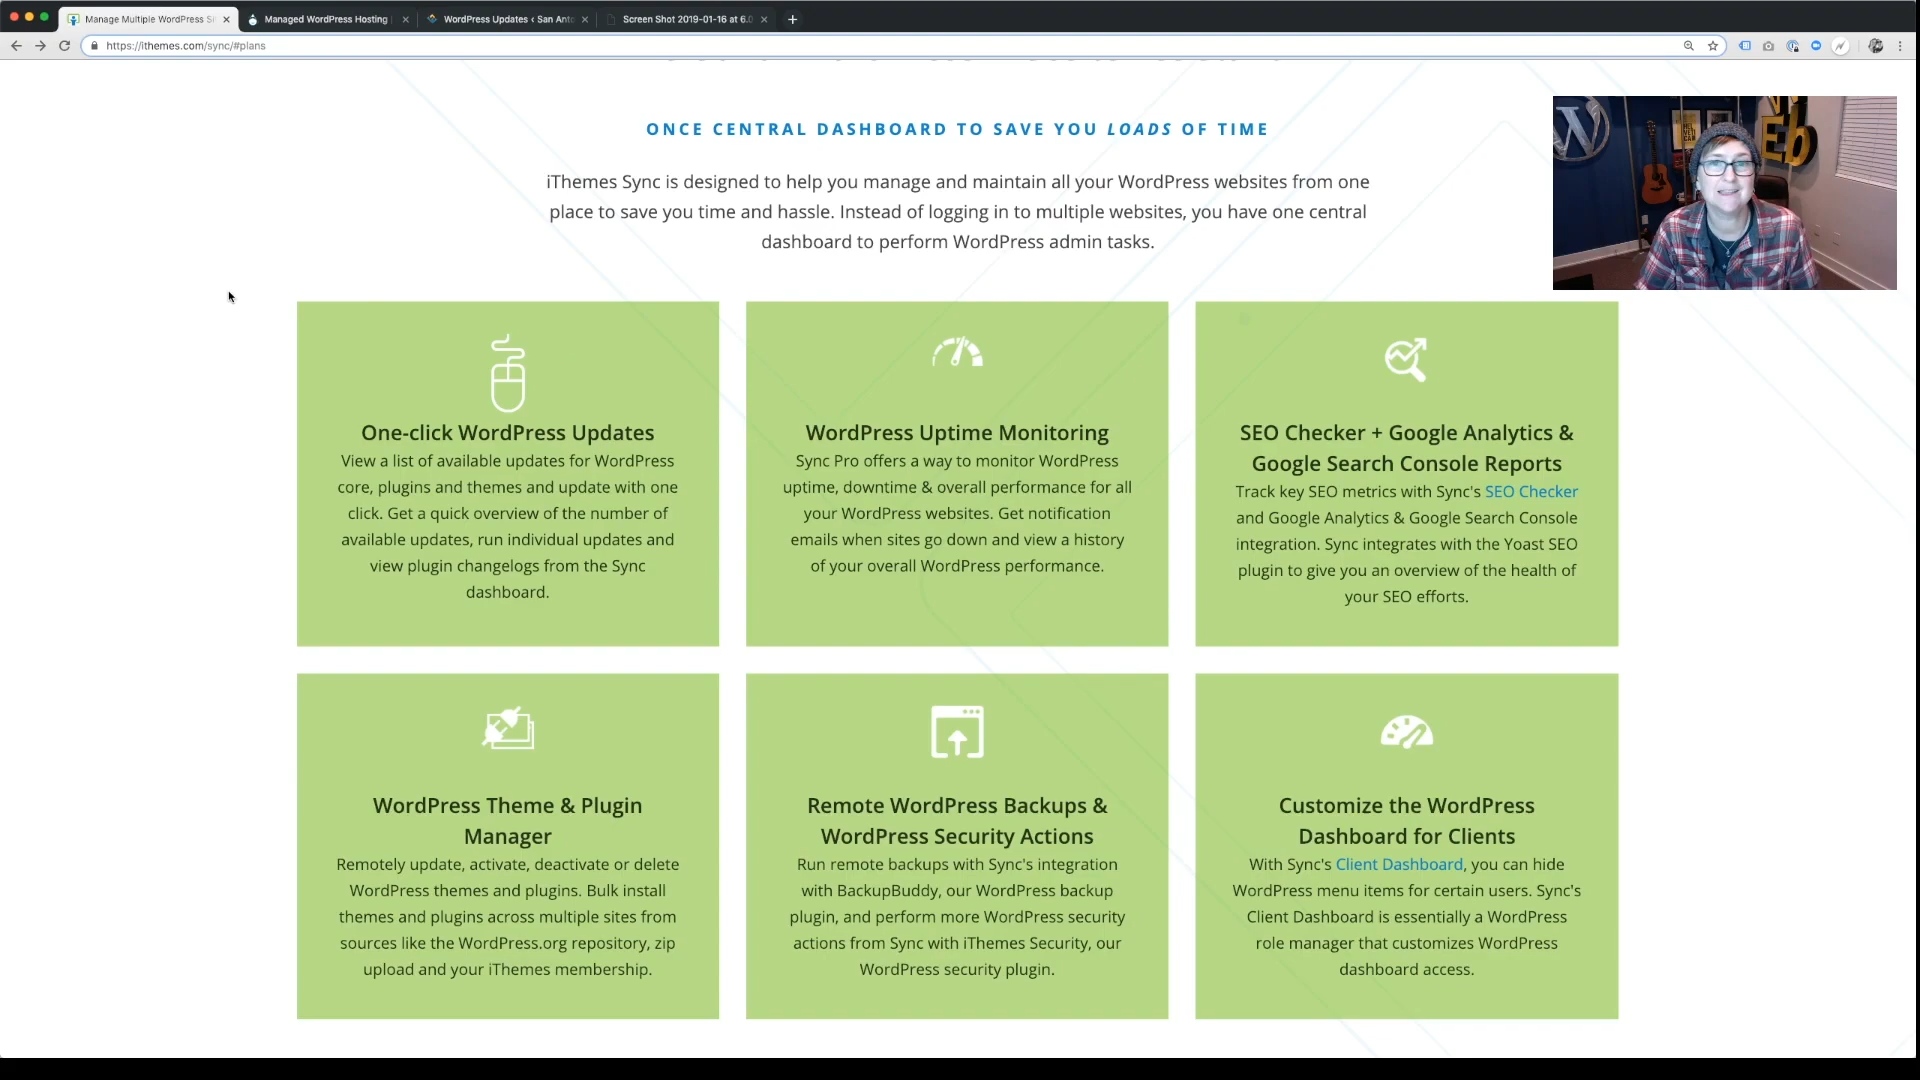 Manage Multiple WordPress Si
Managed WordPress Hosting
WordPress Updates ‹ San Anto
Screen Shot 2019-01-16 at 6.0
https://ithemes.com/sync/#plans
ONCE CENTRAL DASHBOARD TO SAVE YOU LOADS OF TIME
iThemes Sync is designed to help you manage and maintain all your WordPress websites from one
place to save you time and hassle. Instead of logging in to multiple websites, you have one central
dashboard to perform WordPress admin tasks.
W
Eb
One-click WordPress Updates
View a list of available updates for WordPress
core, plugins and themes and update with one
click. Get a quick overview of the number of
available updates, run individual updates and
view plugin changelogs from the Sync
dashboard.
WordPress Uptime Monitoring
Sync Pro offers a way to monitor WordPress
uptime, downtime & overall performance for all
your WordPress websites. Get notification
emails when sites go down and view a history
of your overall WordPress performance.
SEO Checker + Google Analytics &
Google Search Console Reports
Track key SEO metrics with Sync's SEO Checker
and Google Analytics & Google Search Console
integration. Sync integrates with the Yoast SEO
plugin to give you an overview of the health of
your SEO efforts.
WordPress Theme & Plugin
Manager
Remotely update, activate, deactivate or delete
WordPress themes and plugins. Bulk install
themes and plugins across multiple sites from
sources like the WordPress.org repository, zip
upload and your iThemes membership.
Remote WordPress Backups &
WordPress Security Actions
Run remote backups with Sync's integration
with BackupBuddy, our WordPress backup
plugin, and perform more WordPress security
actions from Sync with iThemes Security, our
WordPress security plugin.
Customize the WordPress
Dashboard for Clients
With Sync's Client Dashboard, you can hide
WordPress menu items for certain users. Sync's
Client Dashboard is essentially a WordPress
role manager that customizes WordPress
dashboard access.